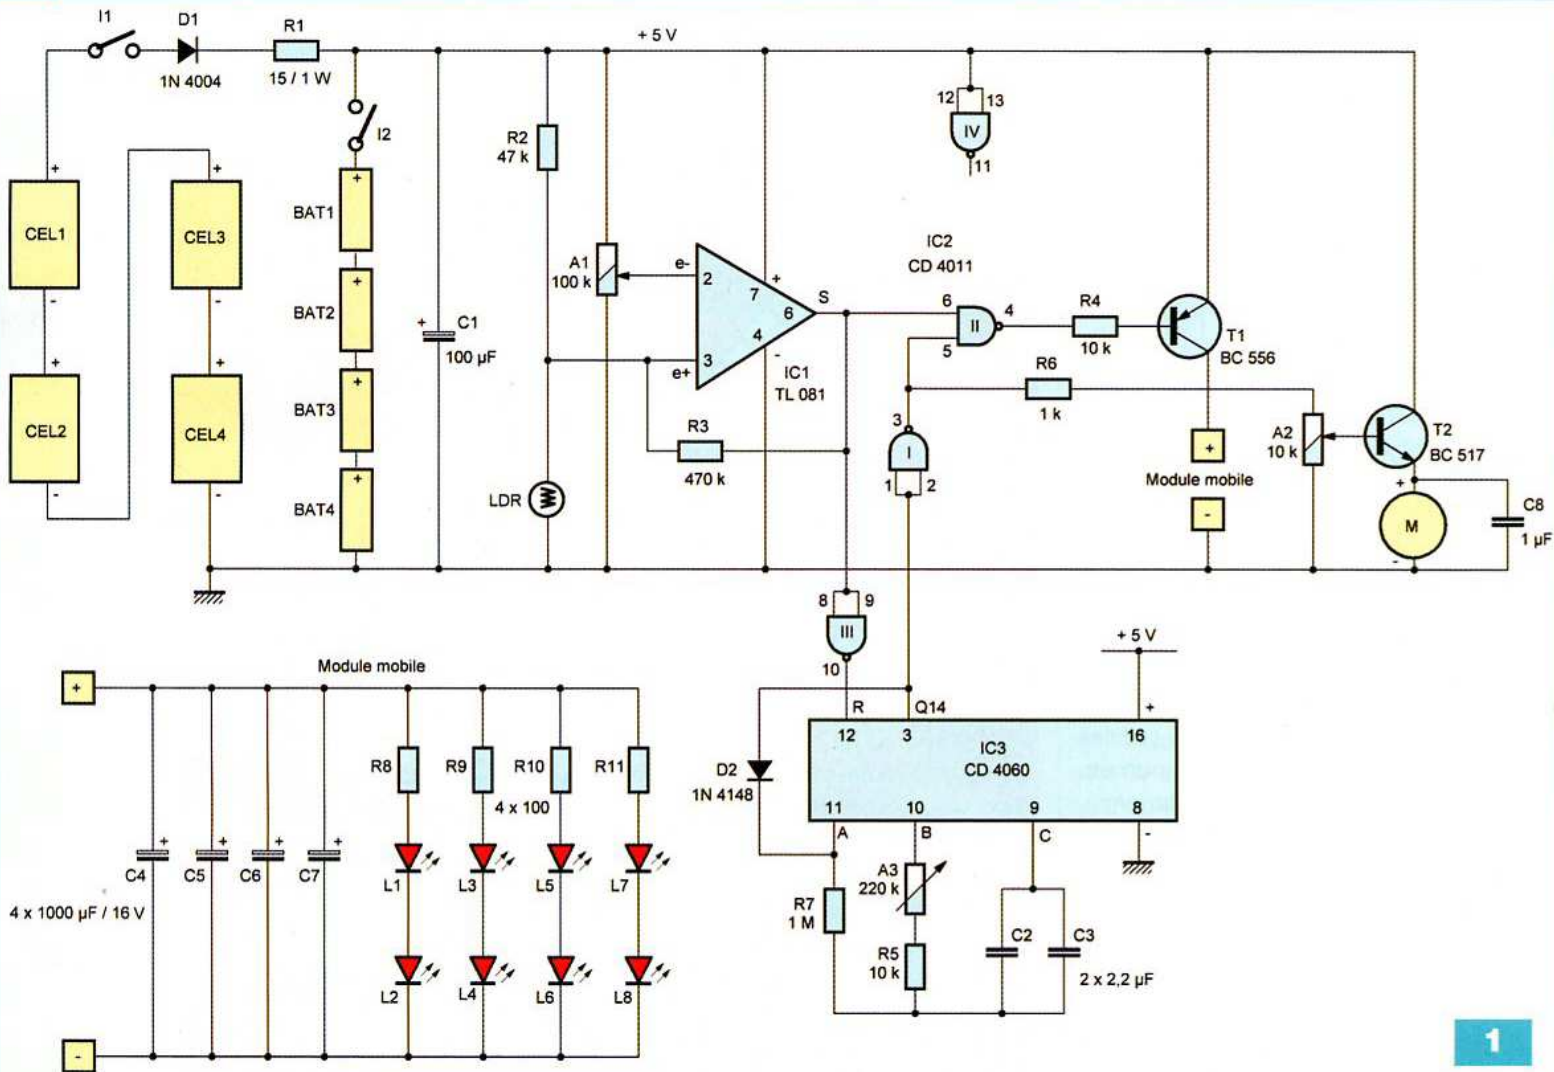 I1
D1
1N 4004
R1
15 / 1 W
+ 5 V
I2
R2
47 k
A1
100 k
e-
2
7
+
6
4
-
3
e+
S
IC1
TL 081
R3
470 k
LDR
C1
+
100 µF
+
CEL1
-
+
CEL2
-
+
CEL3
-
+
CEL4
-
BAT1
+
BAT2
+
BAT3
+
BAT4
+
12
13
IV
11
IC2
CD 4011
6
5
II
4
R4
10 k
T1
BC 556
R6
1 k
3
I
1
2
A2
10 k
T2
BC 517
+
Module mobile
-
+
M
-
C8
1 µF
8
9
III
10
+ 5 V
R
Q14
+
12
3
16
IC3
CD 4060
11
10
9
8
A
B
C
-
D2
1N 4148
R7
1 M
A3
220 k
R5
10 k
C2
C3
2 x 2,2 µF
Module mobile
+
-
+
C4
+
C5
+
C6
+
C7
4 x 1000 µF / 16 V
R8
R9
R10
R11
4 x 100
L1
L3
L5
L7
L2
L4
L6
L8
1